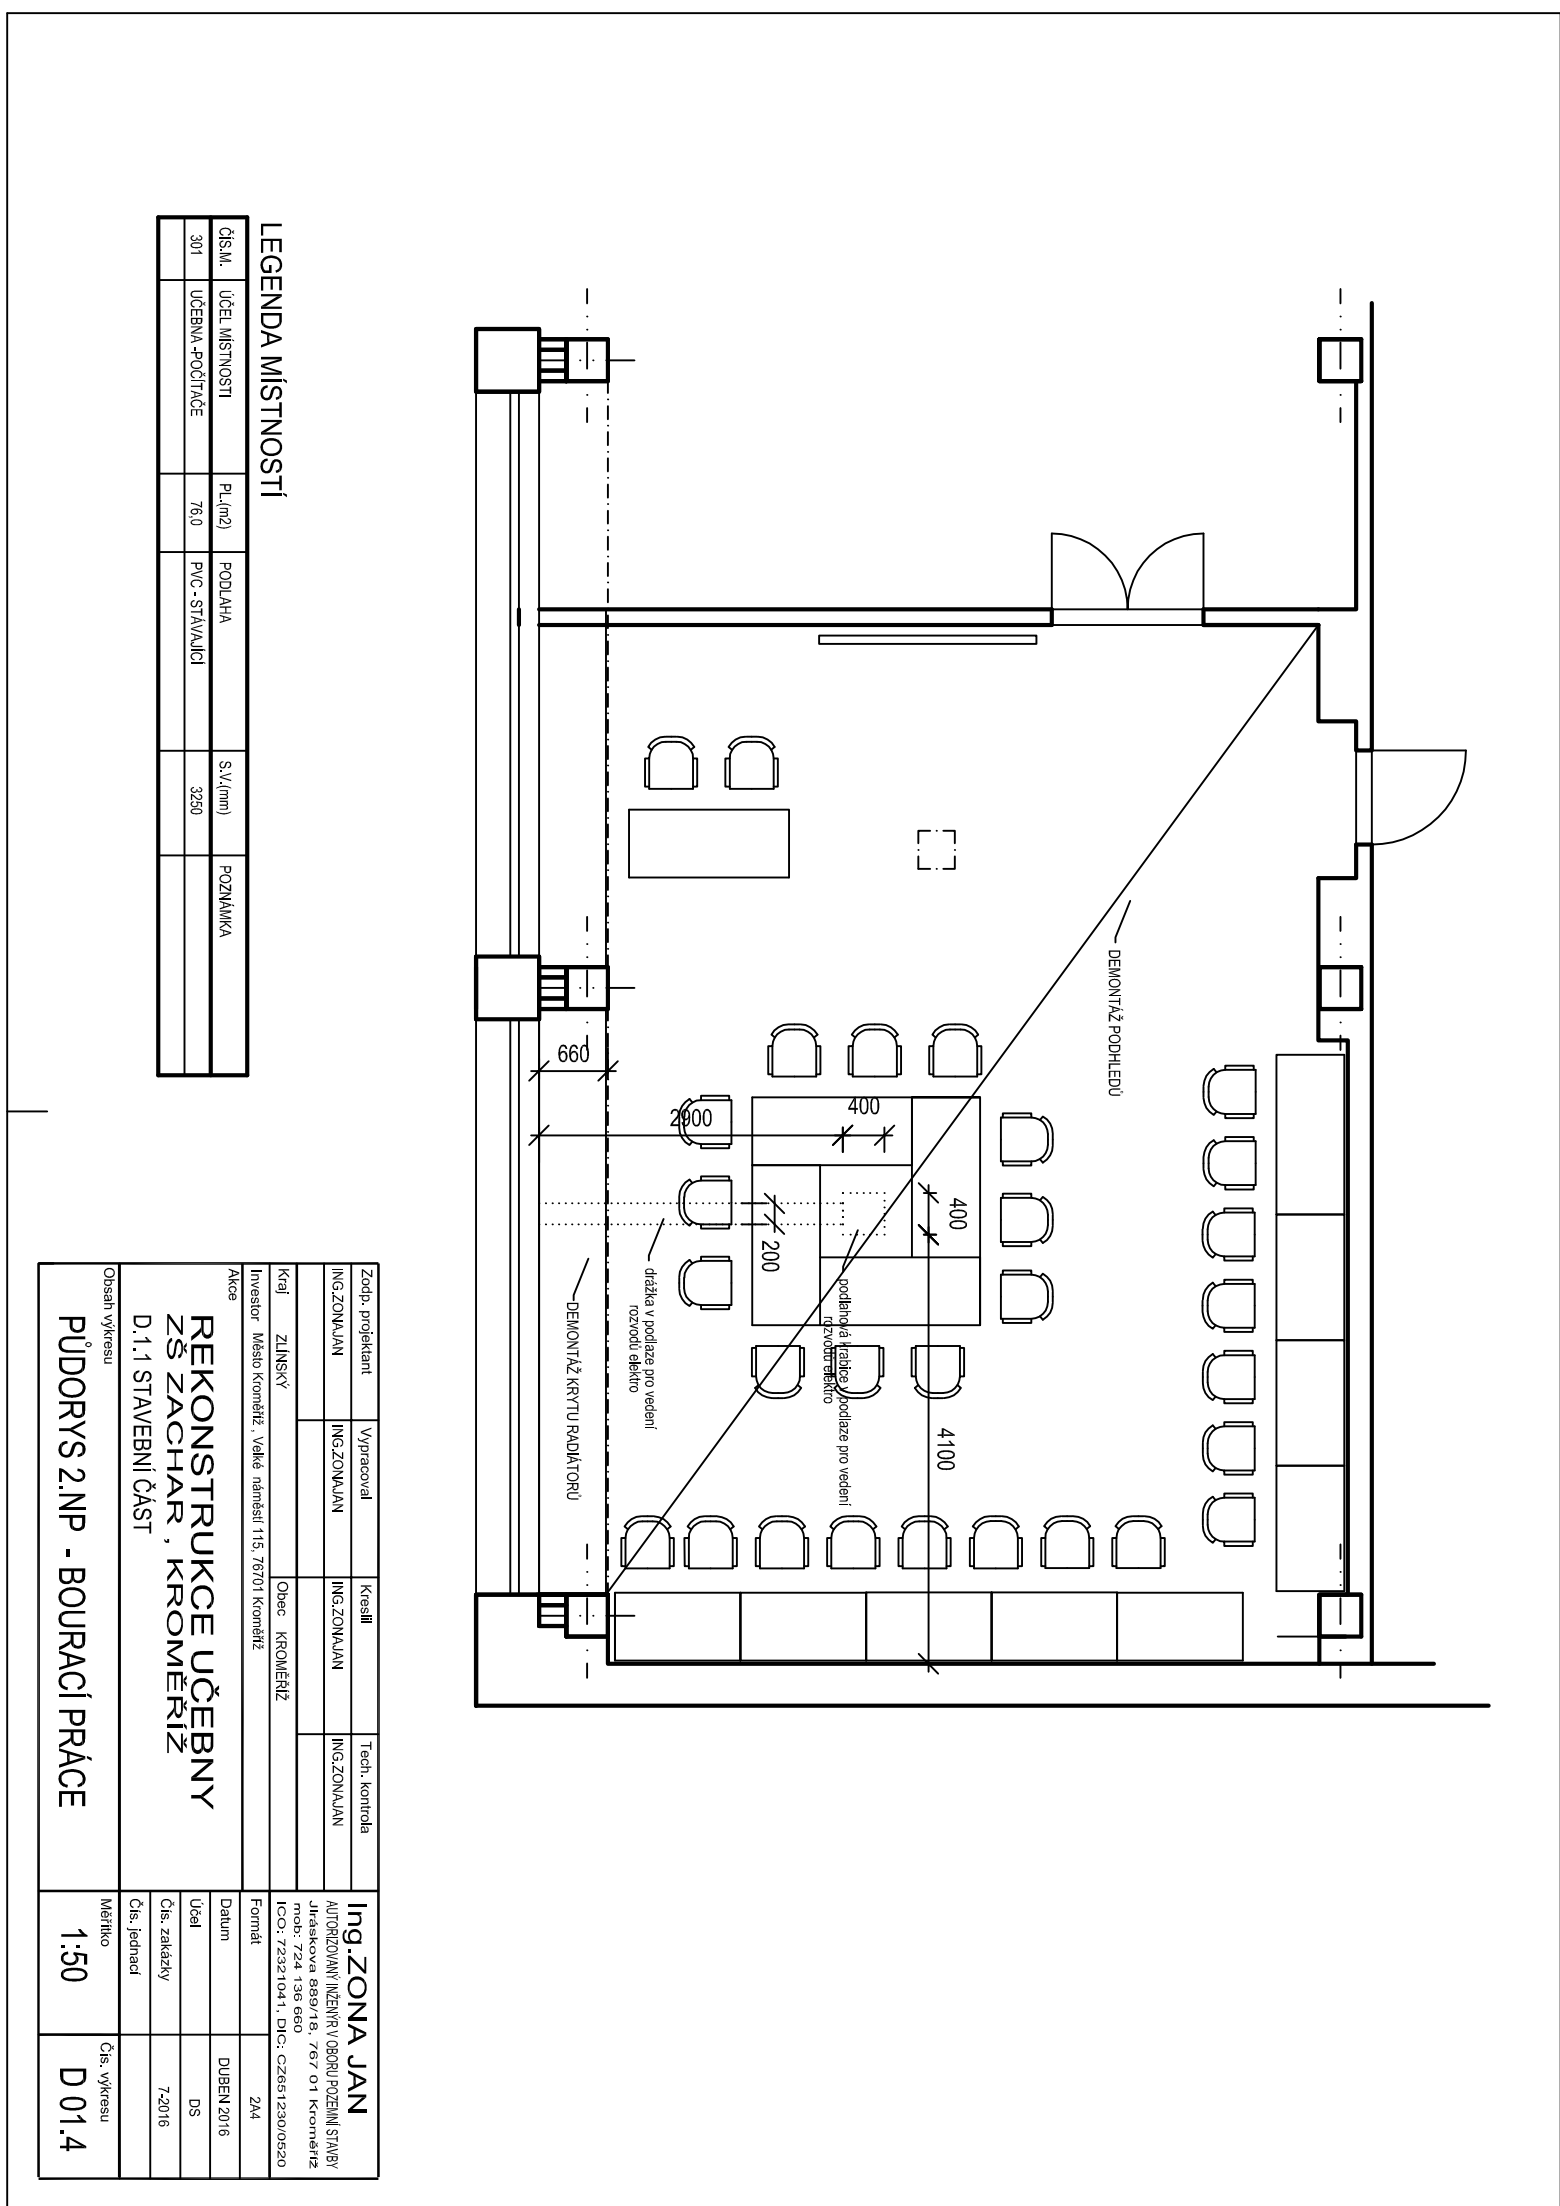 DEMONTÁŽ PODHLEDŮ
660
2900
400
400
200
4100
podlahová krabice v podlaze pro vedení
rozvodů elektro
drážka v podlaze pro vedení
rozvodů elektro
DEMONTÁŽ KRYTU RADIÁTORŮ
LEGENDA MÍSTNOSTÍ
ČÍS.M. ÚČEL MÍSTNOSTI PL.(m2) PODLAHA S.V.(mm) POZNÁMKA
301 UČEBNA -POČÍTAČE 76,0 PVC - STÁVAJÍCÍ 3250
Zodp. projektant Vypracoval Kreslil Tech. kontrola
ING.ZONAJAN ING.ZONAJAN ING.ZONAJAN ING.ZONAJAN
Kraj ZLÍNSKÝ Obec KROMĚŘÍŽ
Investor Město Kroměříž , Velké náměstí 115, 76701 Kroměříž
Akce
REKONSTRUKCE UČEBNY
ZŠ ZACHAR , KROMĚŘÍŽ
D.1.1 STAVEBNÍ ČÁST
Obsah výkresu
PŮDORYS 2.NP - BOURACÍ PRÁCE
Ing.ZONA JAN
AUTORIZOVANÝ INŽENÝR V OBORU POZEMNÍ STAVBY
Jiráskova 889/18, 767 01 Kroměříž
mob: 724 136 660
ICO: 72321041, DIC: CZ651230/0520
Formát 2A4
Datum DUBEN 2016
Účel DS
Čís. zakázky 7-2016
Čís. jednací
Měřítko Čís. výkresu
1:50 D 01.4